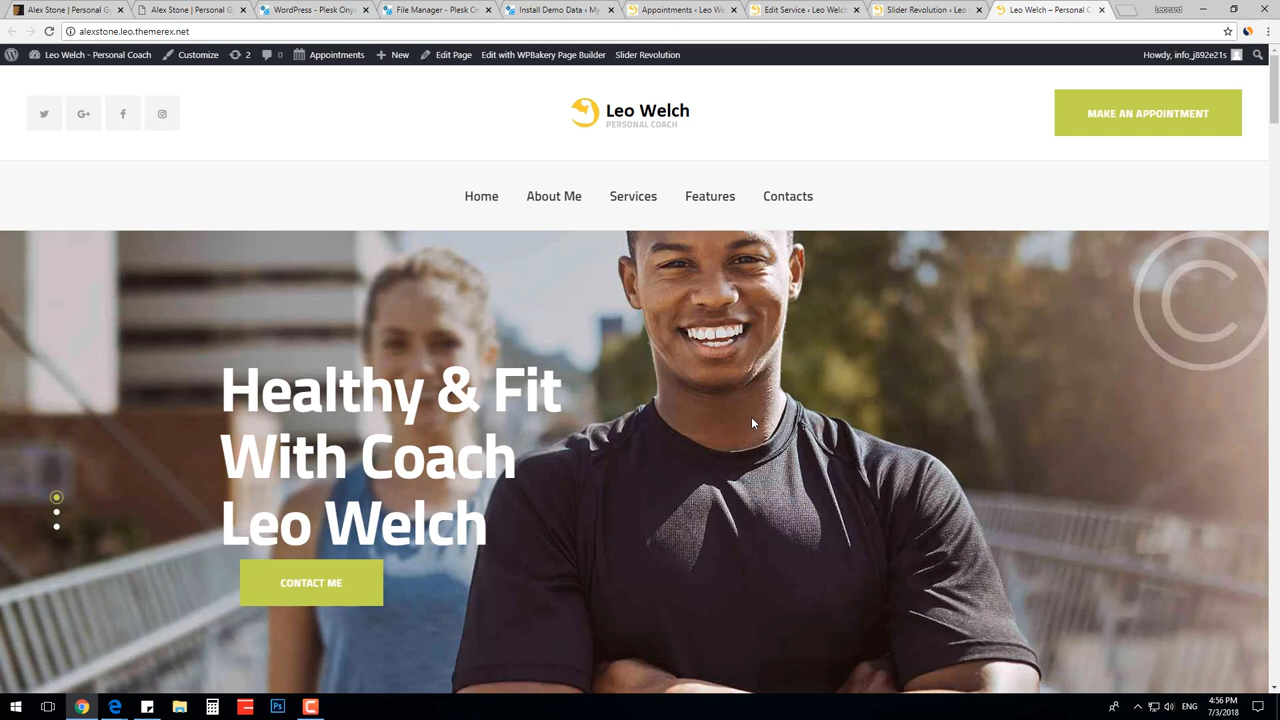 Alex Stone | Personal G
Alex Stone | Personal Gy
WordPress - Plesk Ony
File Manager - Plesk O
Install Demo Data < My
Appointments < Leo We
Edit Service < Leo Welc
Slider Revolution < Leo
Leo Welch – Personal C
Leonard
alexstone.leo.themerex.net
Leo Welch - Personal Coach
Customize
2
0
Appointments
New
Edit Page
Edit with WPBakery Page Builder
Slider Revolution
Howdy, info_j892e21s
G+
f
Leo Welch
PERSONAL COACH
MAKE AN APPOINTMENT
Home
About Me
Services
Features
Contacts
C
Healthy & Fit
With Coach
Leo Welch
CONTACT ME
Ps
ENG
4:56 PM
7/3/2018